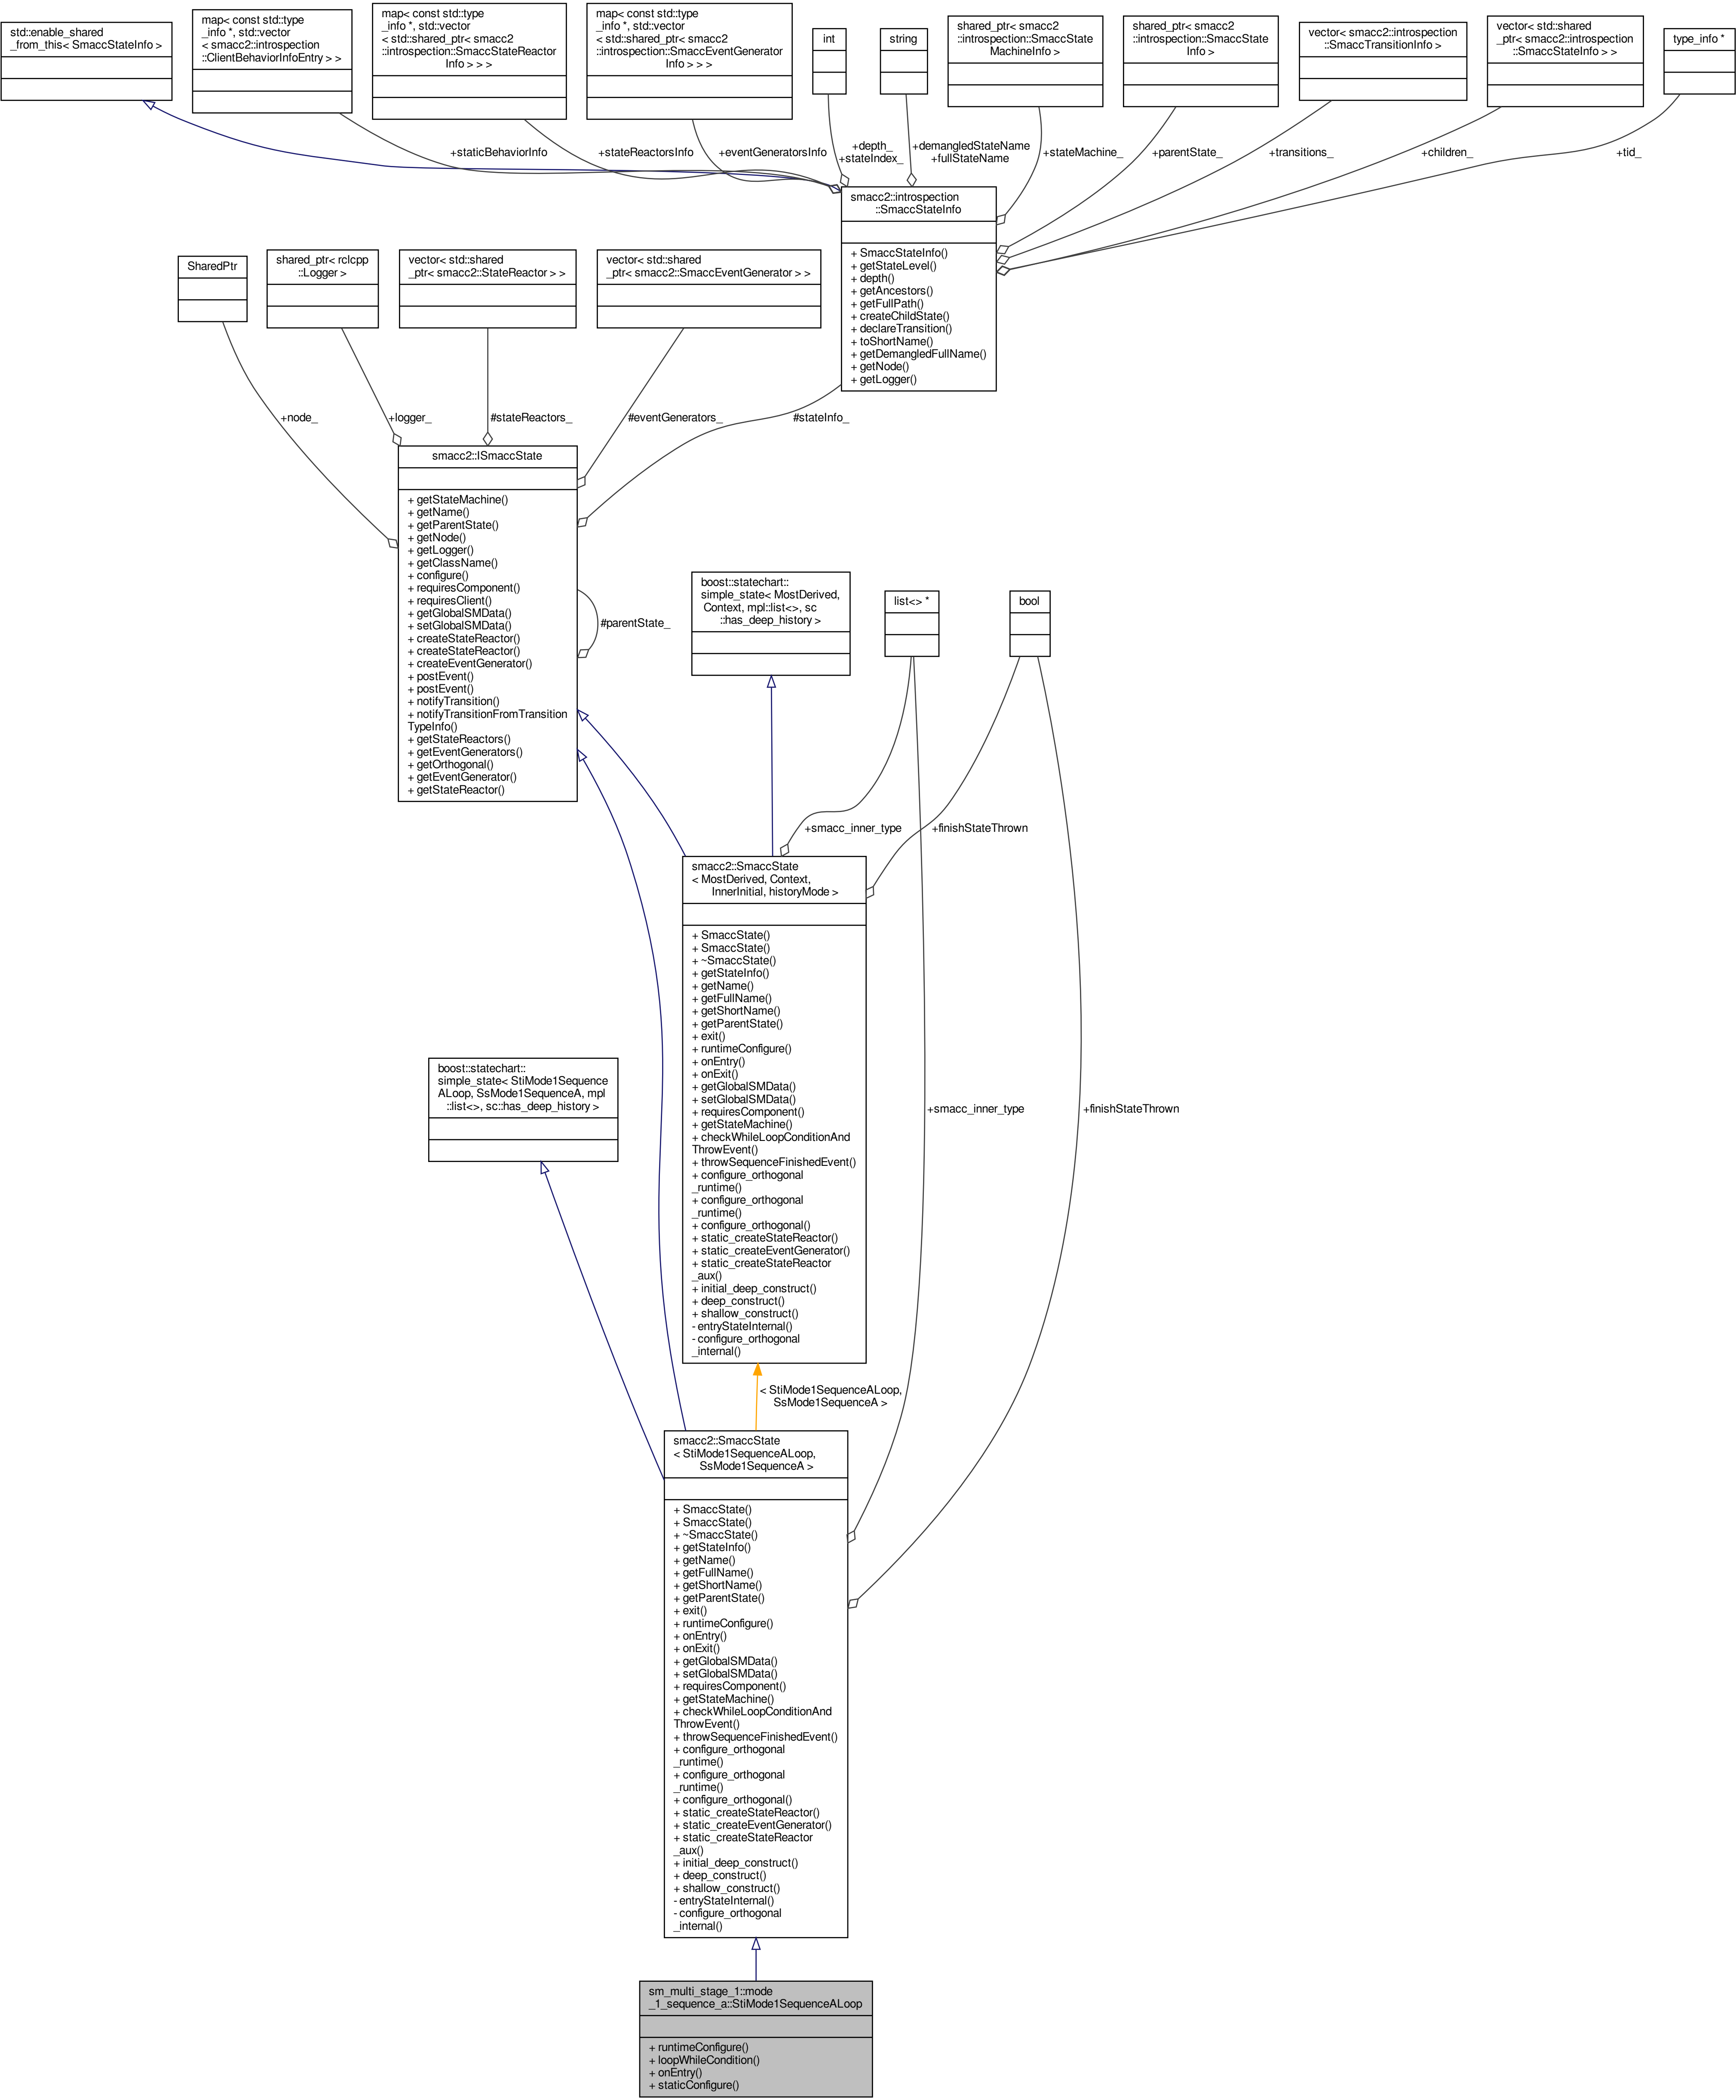 std::enable_shared
_from_this< SmaccStateInfo >
map< const std::type
_info *, std::vector
< smacc2::introspection
::ClientBehaviorInfoEntry > >
map< const std::type
_info *, std::vector
< std::shared_ptr< smacc2
::introspection::SmaccStateReactor
Info > > >
map< const std::type
_info *, std::vector
< std::shared_ptr< smacc2
::introspection::SmaccEventGenerator
Info > > >
int
string
shared_ptr< smacc2
::introspection::SmaccState
MachineInfo >
shared_ptr< smacc2
::introspection::SmaccState
Info >
vector< smacc2::introspection
::SmaccTransitionInfo >
vector< std::shared
_ptr< smacc2::introspection
::SmaccStateInfo > >
type_info *
+staticBehaviorInfo
+stateReactorsInfo
+eventGeneratorsInfo
+depth_
+stateIndex_
+demangledStateName
+fullStateName
+stateMachine_
+parentState_
+transitions_
+children_
+tid_
smacc2::introspection
::SmaccStateInfo
+ SmaccStateInfo()
+ getStateLevel()
+ depth()
+ getAncestors()
+ getFullPath()
+ createChildState()
+ declareTransition()
+ toShortName()
+ getDemangledFullName()
+ getNode()
+ getLogger()
SharedPtr
shared_ptr< rclcpp
::Logger >
vector< std::shared
_ptr< smacc2::StateReactor > >
vector< std::shared
_ptr< smacc2::SmaccEventGenerator > >
+node_
+logger_
#stateReactors_
#eventGenerators_
#stateInfo_
smacc2::ISmaccState
+ getStateMachine()
+ getName()
+ getParentState()
+ getNode()
+ getLogger()
+ getClassName()
+ configure()
+ requiresComponent()
+ requiresClient()
+ getGlobalSMData()
+ setGlobalSMData()
+ createStateReactor()
+ createStateReactor()
+ createEventGenerator()
+ postEvent()
+ postEvent()
+ notifyTransition()
+ notifyTransitionFromTransition
TypeInfo()
+ getStateReactors()
+ getEventGenerators()
+ getOrthogonal()
+ getEventGenerator()
+ getStateReactor()
#parentState_
boost::statechart::
simple_state< MostDerived,
Context, mpl::list<>, sc
::has_deep_history >
list<> *
bool
+smacc_inner_type
+finishStateThrown
smacc2::SmaccState
< MostDerived, Context,
InnerInitial, historyMode >
+ SmaccState()
+ SmaccState()
+ ~SmaccState()
+ getStateInfo()
+ getName()
+ getFullName()
+ getShortName()
+ getParentState()
+ exit()
+ runtimeConfigure()
+ onEntry()
+ onExit()
+ getGlobalSMData()
+ setGlobalSMData()
+ requiresComponent()
+ getStateMachine()
+ checkWhileLoopConditionAnd
ThrowEvent()
+ throwSequenceFinishedEvent()
+ configure_orthogonal
_runtime()
+ configure_orthogonal
_runtime()
+ configure_orthogonal()
+ static_createStateReactor()
+ static_createEventGenerator()
+ static_createStateReactor
_aux()
+ initial_deep_construct()
+ deep_construct()
+ shallow_construct()
- entryStateInternal()
- configure_orthogonal
_internal()
boost::statechart::
simple_state< StiMode1Sequence
ALoop, SsMode1SequenceA, mpl
::list<>, sc::has_deep_history >
+smacc_inner_type
+finishStateThrown
< StiMode1SequenceALoop,
SsMode1SequenceA >
smacc2::SmaccState
< StiMode1SequenceALoop,
SsMode1SequenceA >
+ SmaccState()
+ SmaccState()
+ ~SmaccState()
+ getStateInfo()
+ getName()
+ getFullName()
+ getShortName()
+ getParentState()
+ exit()
+ runtimeConfigure()
+ onEntry()
+ onExit()
+ getGlobalSMData()
+ setGlobalSMData()
+ requiresComponent()
+ getStateMachine()
+ checkWhileLoopConditionAnd
ThrowEvent()
+ throwSequenceFinishedEvent()
+ configure_orthogonal
_runtime()
+ configure_orthogonal
_runtime()
+ configure_orthogonal()
+ static_createStateReactor()
+ static_createEventGenerator()
+ static_createStateReactor
_aux()
+ initial_deep_construct()
+ deep_construct()
+ shallow_construct()
- entryStateInternal()
- configure_orthogonal
_internal()
sm_multi_stage_1::mode
_1_sequence_a::StiMode1SequenceALoop
+ runtimeConfigure()
+ loopWhileCondition()
+ onEntry()
+ staticConfigure()